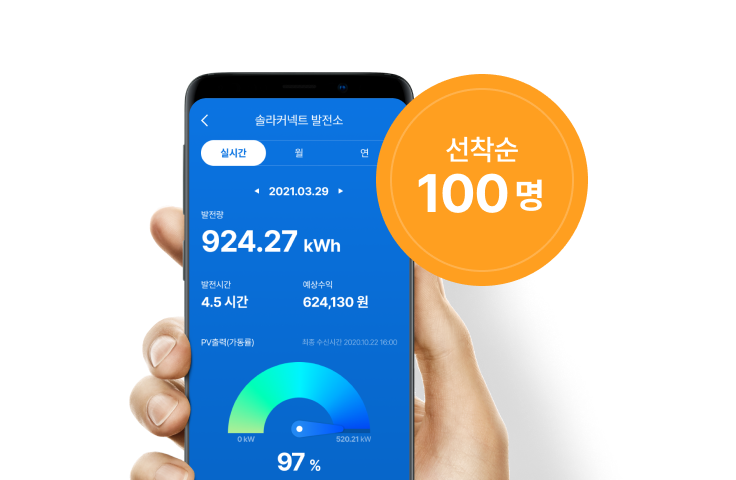 솔라커넥트 발전소
실시간 월 연
2021.03.29
발전량
924.27 kWh
발전시간 예상수익
4.5 시간 624,130 원
PV출력(가동률) 최종 수신시간 2020.10.22 16:00
0 kW 520.21 kW
97 %
선착순
100 명